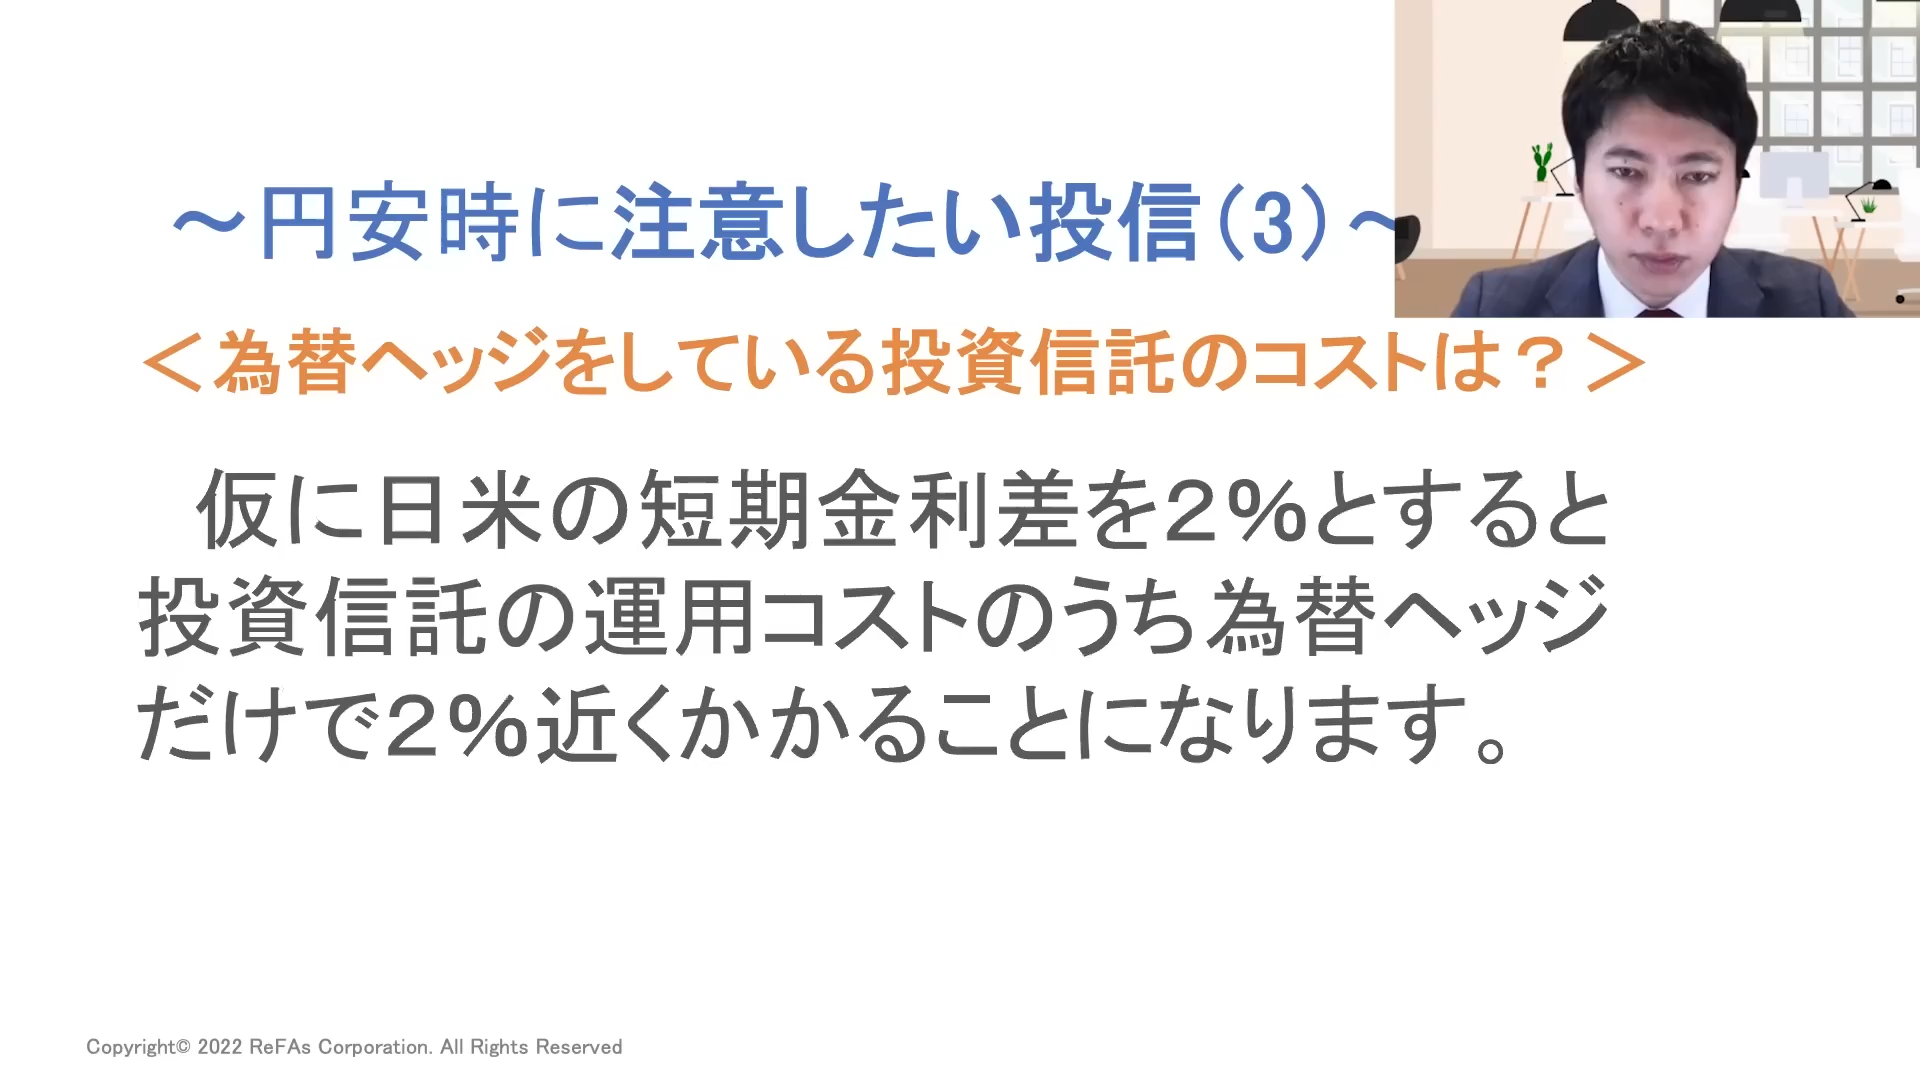 ～円安時に注意したい投信（3）～
＜為替ヘッジをしている投資信託のコストは？＞
仮に日米の短期金利差を２％とすると
投資信託の運用コストのうち為替ヘッジ
だけで２％近くかかることになります。
Copyright© 2022 ReFAs Corporation. All Rights Reserved